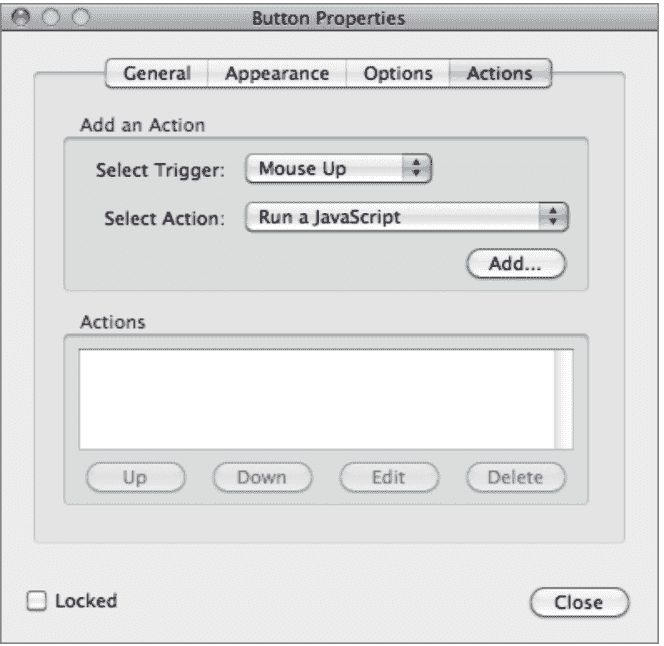 Button Properties
General Appearance Options Actions
Add an Action
Select Trigger: Mouse Up
Select Action: Run a JavaScript
Add...
Actions
Up Down Edit Delete
Locked Close